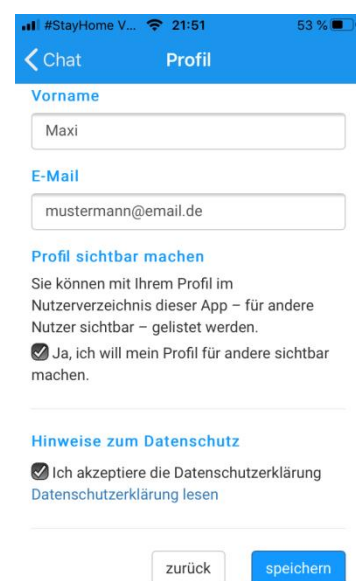 #StayHome V... 21:51 53 %
Chat Profil
Vorname
Maxi
E-Mail
mustermann@email.de
Profil sichtbar machen
Sie können mit Ihrem Profil im
Nutzerverzeichnis dieser App – für andere
Nutzer sichtbar – gelistet werden.
Ja, ich will mein Profil für andere sichtbar
machen.
Hinweise zum Datenschutz
Ich akzeptiere die Datenschutzerklärung
Datenschutzerklärung lesen
zurück speichern